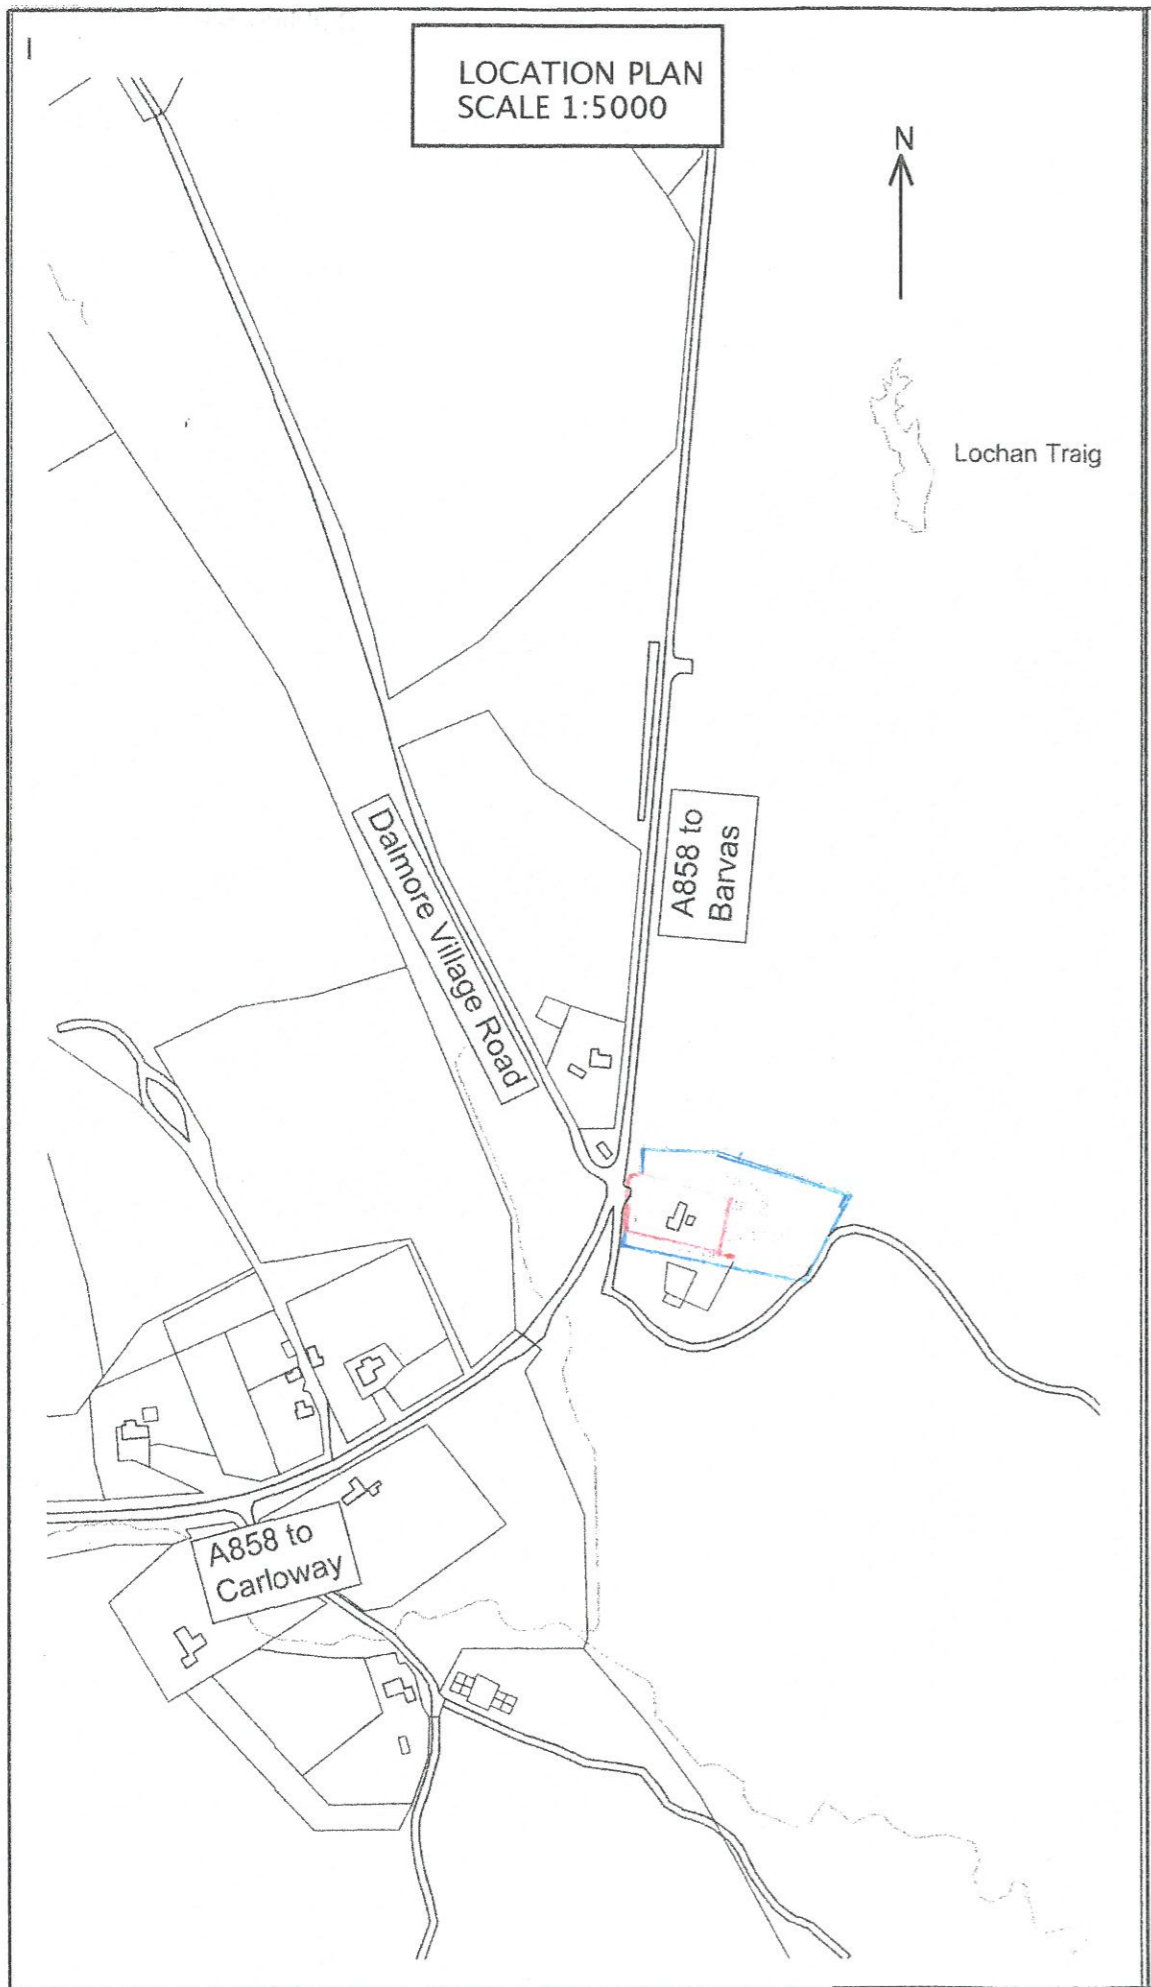 LOCATION PLAN
SCALE 1:5000
N
Lochan Traig
A858 to
Barvas
Dalmore Village Road
A858 to
Carloway